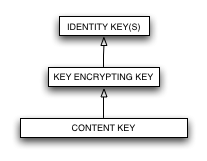 IDENTITY KEY(S)
KEY ENCRYPTING KEY
CONTENT KEY